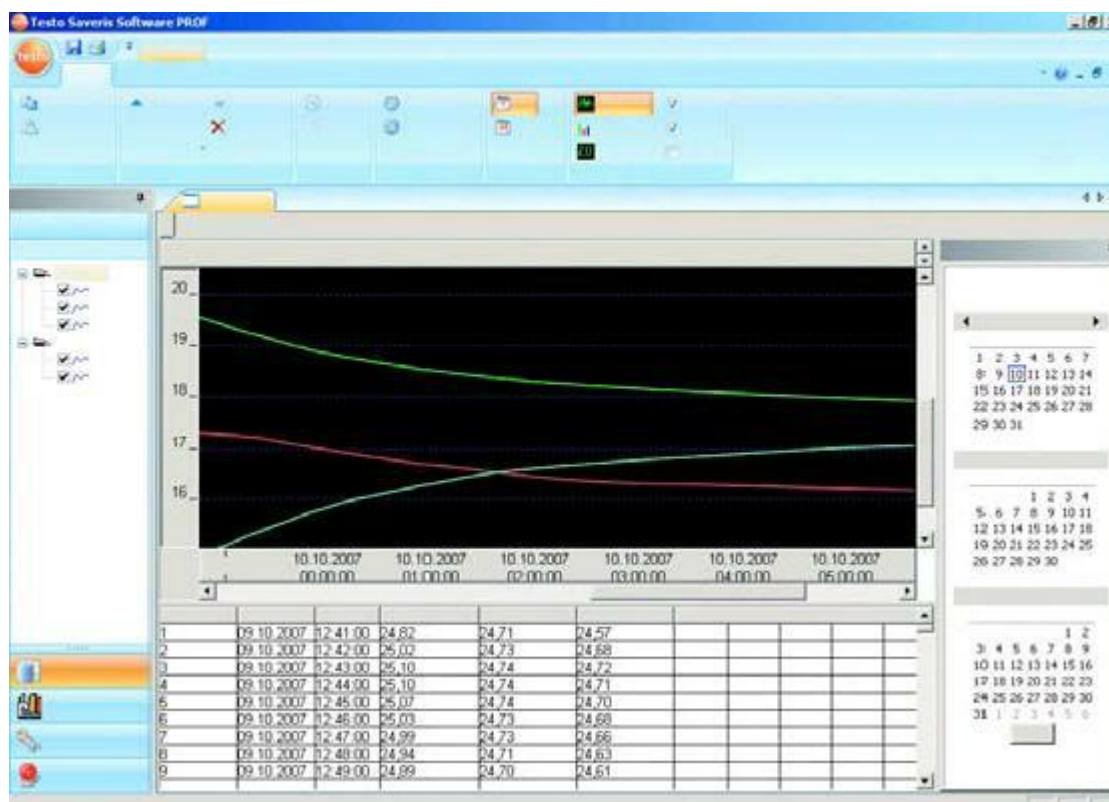 Testo Saveris Software PROF
testo
20
19
18
17
16
10.10.2007 10.10.2007 10.10.2007 10.10.2007 10.10.2007 10.10.2007
00:00:00 01:00:00 02:00:00 03:00:00 04:00:00 05:00:00
1 09.10.2007 12:41:00 24,82 24,71 24,57
2 09.10.2007 12:42:00 25,02 24,73 24,68
3 09.10.2007 12:43:00 25,10 24,74 24,72
4 09.10.2007 12:44:00 25,10 24,74 24,71
5 09.10.2007 12:45:00 25,07 24,74 24,70
6 09.10.2007 12:46:00 25,03 24,73 24,68
7 09.10.2007 12:47:00 24,99 24,73 24,66
8 09.10.2007 12:48:00 24,94 24,71 24,63
9 09.10.2007 12:49:00 24,89 24,70 24,61
1 2 3 4 5 6 7
8 9 10 11 12 13 14
15 16 17 18 19 20 21
22 23 24 25 26 27 28
29 30 31
1 2 3 4
5 6 7 8 9 10 11
12 13 14 15 16 17 18
19 20 21 22 23 24 25
26 27 28 29 30
1 2
3 4 5 6 7 8 9
10 11 12 13 14 15 16
17 18 19 20 21 22 23
24 25 26 27 28 29 30
31 1 2 3 4 5 6